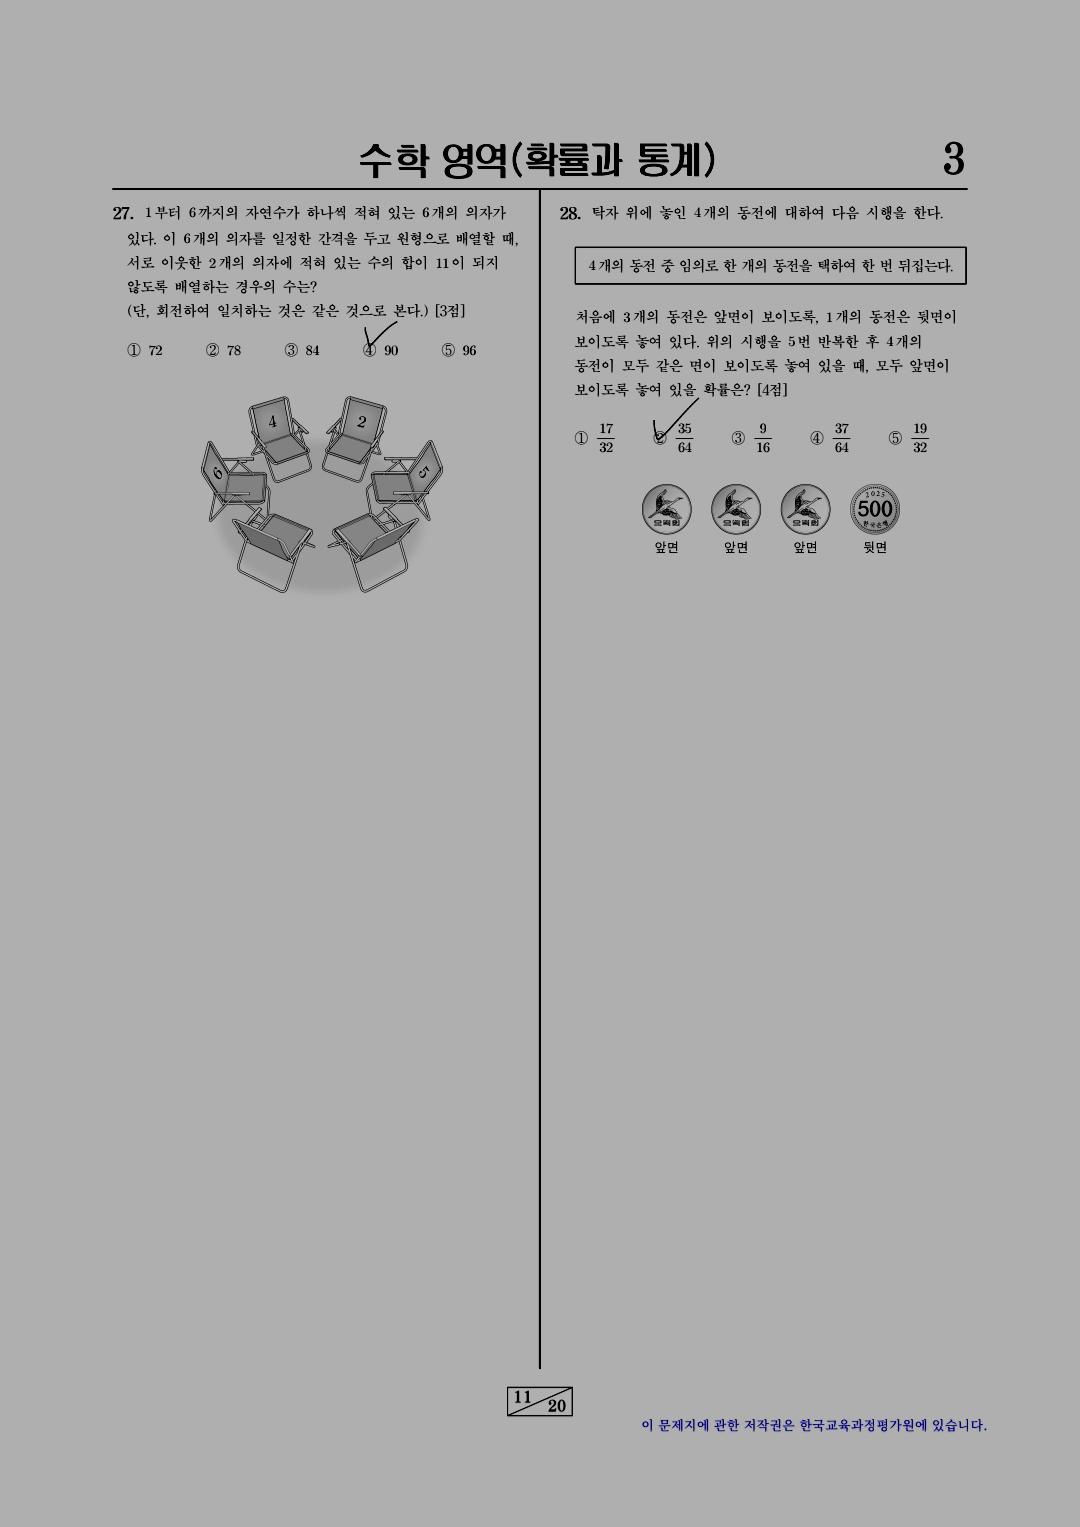 수학 영역(확률과 통계)
3
27. 1부터 6까지의 자연수가 하나씩 적혀 있는 6개의 의자가
있다. 이 6개의 의자를 일정한 간격을 두고 원형으로 배열할 때,
서로 이웃한 2개의 의자에 적혀 있는 수의 합이 11이 되지
않도록 배열하는 경우의 수는?
(단, 회전하여 일치하는 것은 같은 것으로 본다.) [3점]
① 72 ② 78 ③ 84 ④ 90 ⑤ 96
4 2
6 5
28. 탁자 위에 놓인 4개의 동전에 대하여 다음 시행을 한다.
4개의 동전 중 임의로 한 개의 동전을 택하여 한 번 뒤집는다.
처음에 3개의 동전은 앞면이 보이도록, 1개의 동전은 뒷면이
보이도록 놓여 있다. 위의 시행을 5번 반복한 후 4개의
동전이 모두 같은 면이 보이도록 놓여 있을 때, 모두 앞면이
보이도록 놓여 있을 확률은? [4점]
① 17/32 ② 35/64 ③ 9/16 ④ 37/64 ⑤ 19/32
오백원 오백원 오백원 2025 500 한국은행
앞면 앞면 앞면 뒷면
11/20
이 문제지에 관한 저작권은 한국교육과정평가원에 있습니다.